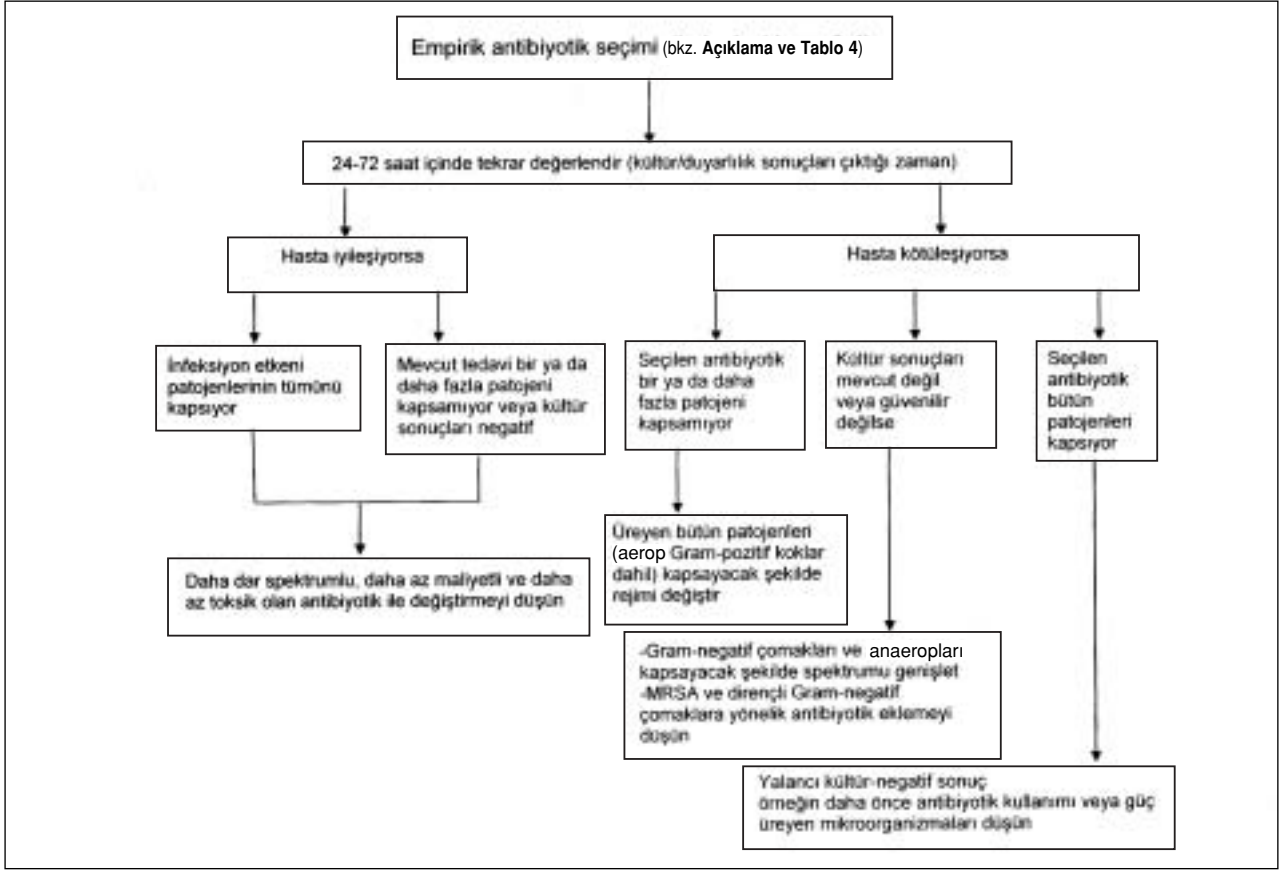 Empirik antibiyotik seçimi (bkz. Açıklama ve Tablo 4)
24-72 saat içinde tekrar değerlendir (kültür/duyarlılık sonuçları çıktığı zaman)
Hasta iyileşiyorsa
Hasta kötüleşiyorsa
İnfeksiyon etkeni
patojenlerinin tümünü
kapsıyor
Mevcut tedavi bir ya da
daha fazla patojeni
kapsamıyor veya kültür
sonuçları negatif
Seçilen antibiyotik
bir ya da daha
fazla patojeni
kapsamıyor
Kültür sonuçları
mevcut değil
veya güvenilir
değilse
Seçilen
antibiyotik
bütün
patojenleri
kapsıyor
Daha dar spektrumlu, daha az maliyetli ve daha
az toksik olan antibiyotik ile değiştirmeyi düşün
Üreyen bütün patojenleri
(aerop Gram-pozitif koklar
dahil) kapsayacak şekilde
rejimi değiştir
-Gram-negatif çomakları ve anaeropları
kapsayacak şekilde spektrumu genişlet
-MRSA ve dirençli Gram-negatif
çomaklara yönelik antibiyotik eklemeyi
düşün
Yalancı kültür-negatif sonuç
örneğin daha önce antibiyotik kullanımı veya güç
üreyen mikroorganizmaları düşün